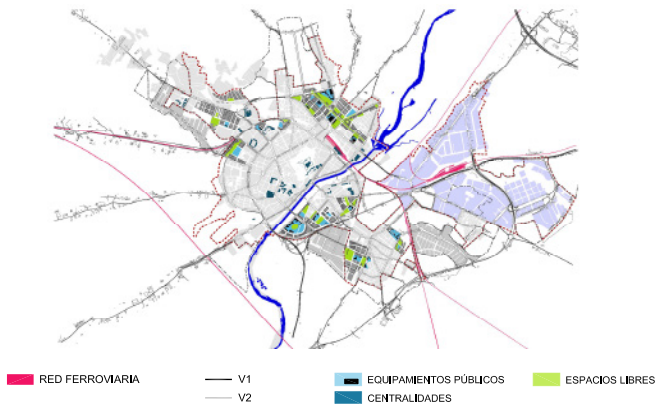 RED FERROVIARIA
V1
V2
EQUIPAMIENTOS PÚBLICOS
CENTRALIDADES
ESPACIOS LIBRES